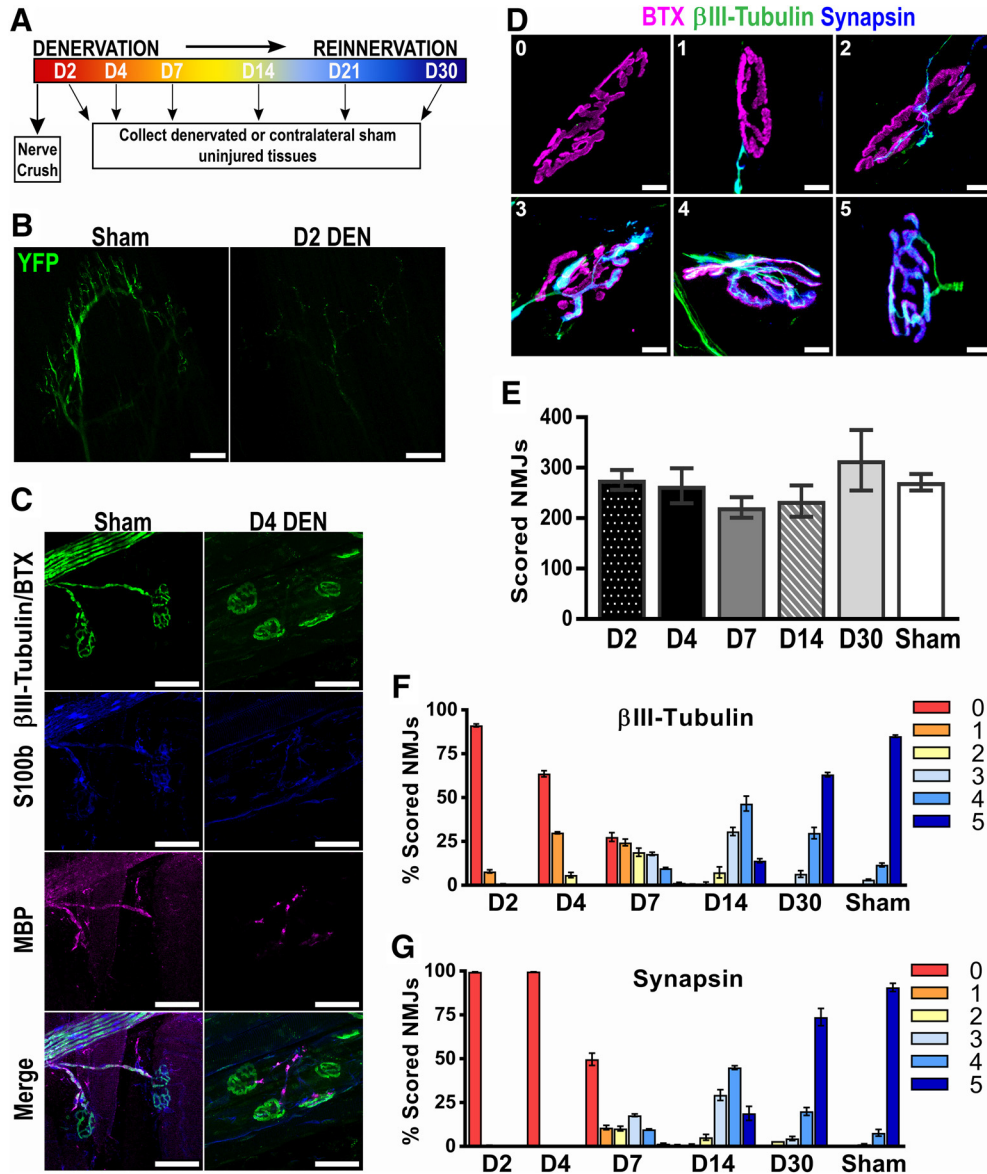 A
DENERVATION REINNERVATION
D2 D4 D7 D14 D21 D30
Nerve
Crush
Collect denervated or contralateral sham
uninjured tissues
B
Sham D2 DEN
YFP
C
Sham D4 DEN
βIII-Tubulin/BTX
S100b
MBP
Merge
D
BTX βIII-Tubulin Synapsin
0 1 2
3 4 5
E
Scored NMJs
400
300
200
100
0
D2 D4 D7 D14 D30 Sham
F
βIII-Tubulin
% Scored NMJs
100
75
50
25
0
D2 D4 D7 D14 D30 Sham
0
1
2
3
4
5
G
Synapsin
% Scored NMJs
100
75
50
25
0
D2 D4 D7 D14 D30 Sham
0
1
2
3
4
5